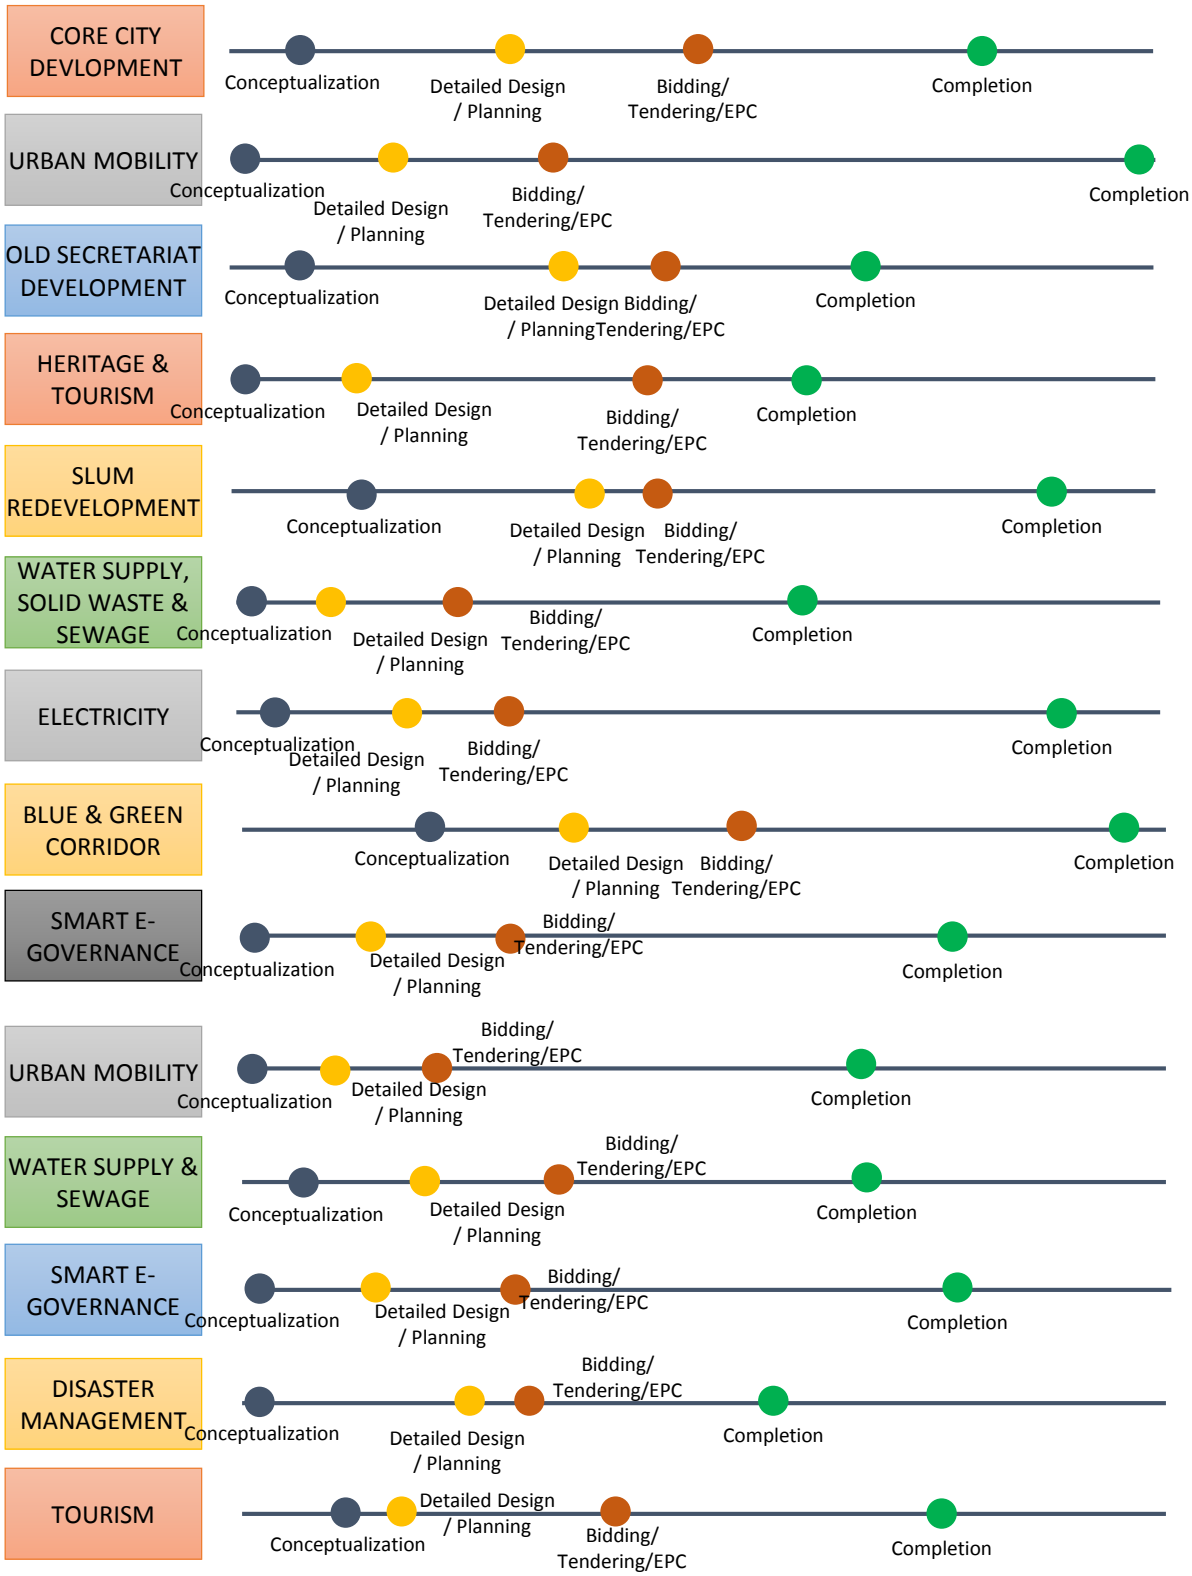 CORE CITY
DEVLOPMENT
Conceptualization
Detailed Design
/ Planning
Bidding/
Tendering/EPC
Completion
URBAN MOBILITY
Conceptualization
Detailed Design
/ Planning
Bidding/
Tendering/EPC
Completion
OLD SECRETARIAT
DEVELOPMENT
Conceptualization
Detailed Design
/ Planning
Bidding/
Tendering/EPC
Completion
HERITAGE &
TOURISM
Conceptualization
Detailed Design
/ Planning
Bidding/
Tendering/EPC
Completion
SLUM
REDEVELOPMENT
Conceptualization
Detailed Design
/ Planning
Bidding/
Tendering/EPC
Completion
WATER SUPPLY,
SOLID WASTE &
SEWAGE
Conceptualization
Detailed Design
/ Planning
Bidding/
Tendering/EPC
Completion
ELECTRICITY
Conceptualization
Detailed Design
/ Planning
Bidding/
Tendering/EPC
Completion
BLUE & GREEN
CORRIDOR
Conceptualization
Detailed Design
/ Planning
Bidding/
Tendering/EPC
Completion
SMART E-
GOVERNANCE
Conceptualization
Detailed Design
/ Planning
Bidding/
Tendering/EPC
Completion
URBAN MOBILITY
Conceptualization
Detailed Design
/ Planning
Bidding/
Tendering/EPC
Completion
WATER SUPPLY &
SEWAGE
Conceptualization
Detailed Design
/ Planning
Bidding/
Tendering/EPC
Completion
SMART E-
GOVERNANCE
Conceptualization
Detailed Design
/ Planning
Bidding/
Tendering/EPC
Completion
DISASTER
MANAGEMENT
Conceptualization
Detailed Design
/ Planning
Bidding/
Tendering/EPC
Completion
TOURISM
Conceptualization
Detailed Design
/ Planning
Bidding/
Tendering/EPC
Completion